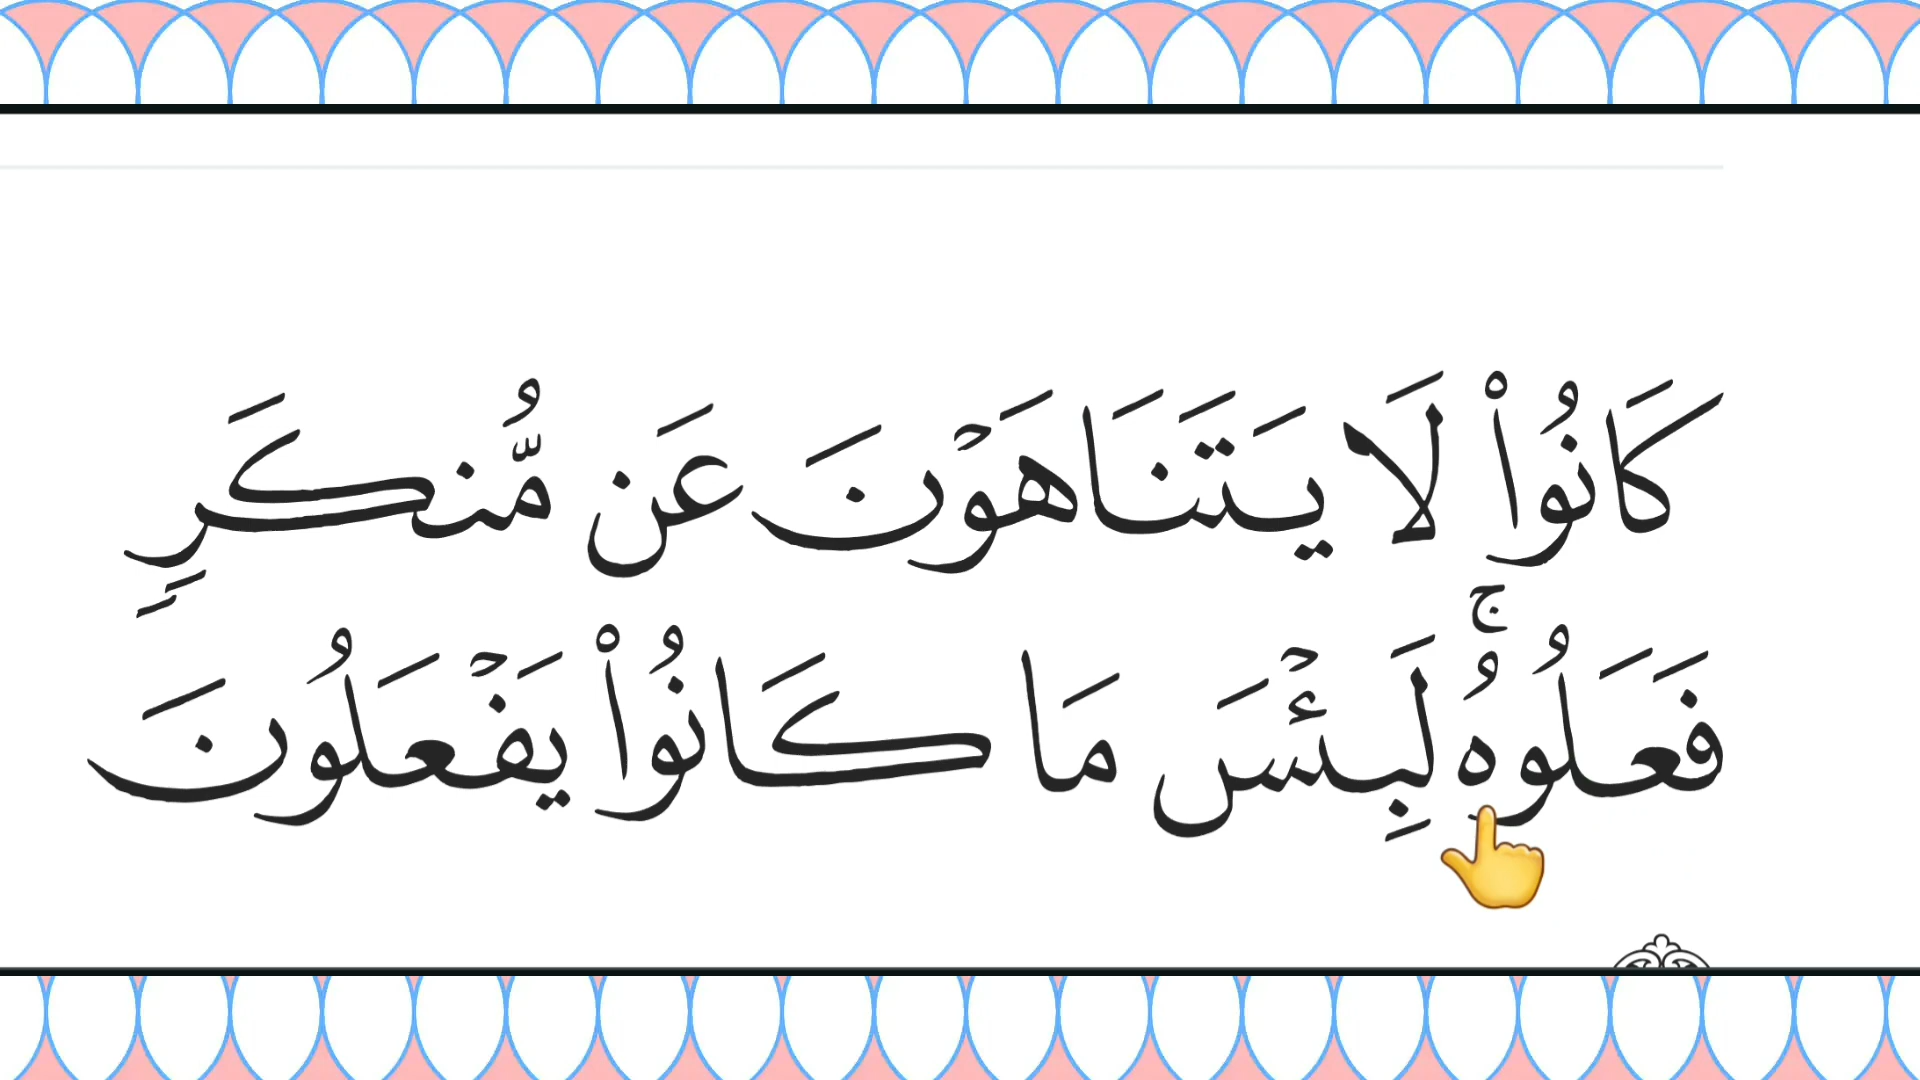 كَانُواْ لَا يَتَنَاهَوۡنَ عَن مُّنكَرٍ
فَعَلُوهُۚ لَبِئۡسَ مَا كَانُواْ يَفۡعَلُونَ